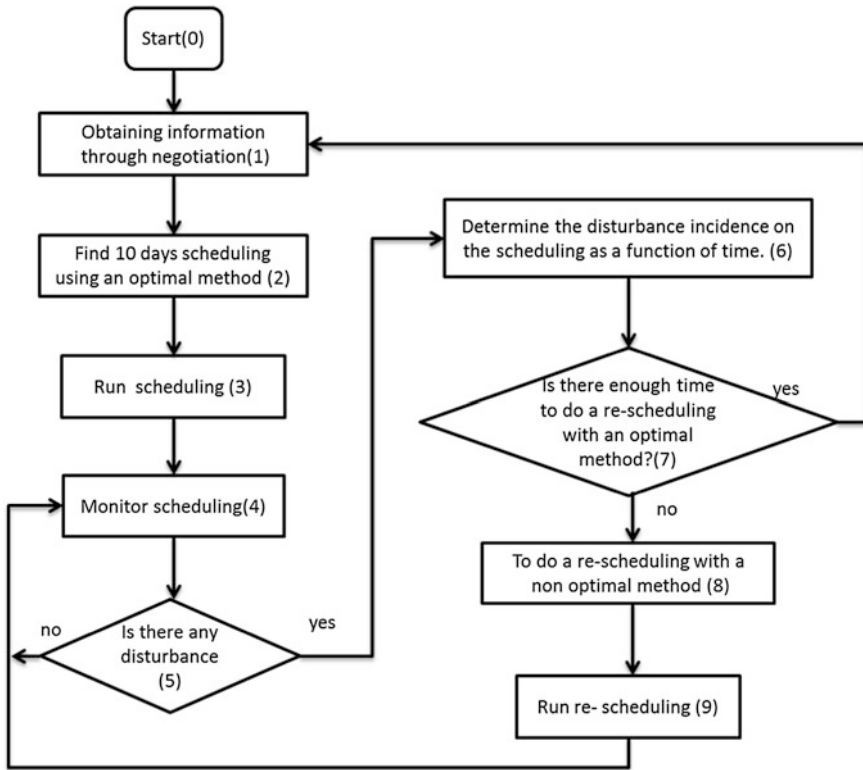 Start(0)
Obtaining information
through negotiation(1)
Find 10 days scheduling
using an optimal method (2)
Run  scheduling (3)
Monitor scheduling(4)
no
Is there any
disturbance
(5)
yes
Determine the disturbance incidence on
the scheduling as a function of time. (6)
Is there enough time
to do a re-scheduling
with an optimal
method?(7)
yes
no
To do a re-scheduling with a
non optimal method (8)
Run re- scheduling (9)